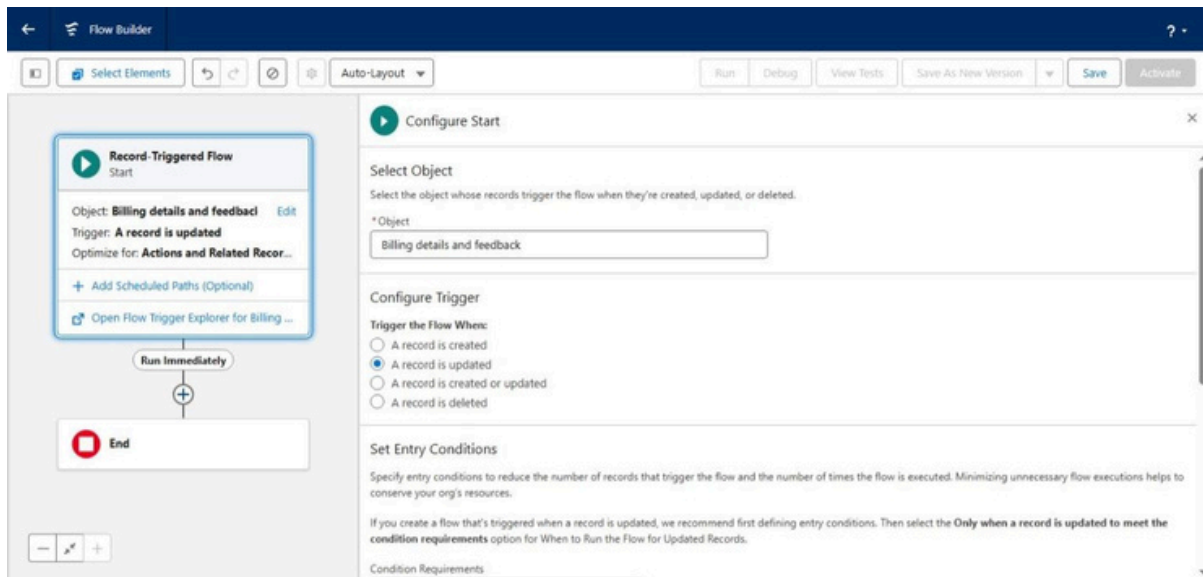 Flow Builder
?
Select Elements
Auto-Layout
Run
Debug
View Tests
Save As New Version
Save
Activate
Record-Triggered Flow
Start
Object: Billing details and feedbacl
Edit
Trigger: A record is updated
Optimize for: Actions and Related Recor...
+ Add Scheduled Paths (Optional)
Open Flow Trigger Explorer for Billing ...
Run Immediately
End
Configure Start
Select Object
Select the object whose records trigger the flow when they're created, updated, or deleted.
*Object
Billing details and feedback
Configure Trigger
Trigger the Flow When:
A record is created
A record is updated
A record is created or updated
A record is deleted
Set Entry Conditions
Specify entry conditions to reduce the number of records that trigger the flow and the number of times the flow is executed. Minimizing unnecessary flow executions helps to
conserve your org's resources.
If you create a flow that's triggered when a record is updated, we recommend first defining entry conditions. Then select the Only when a record is updated to meet the
condition requirements option for When to Run the Flow for Updated Records.
Condition Requirements